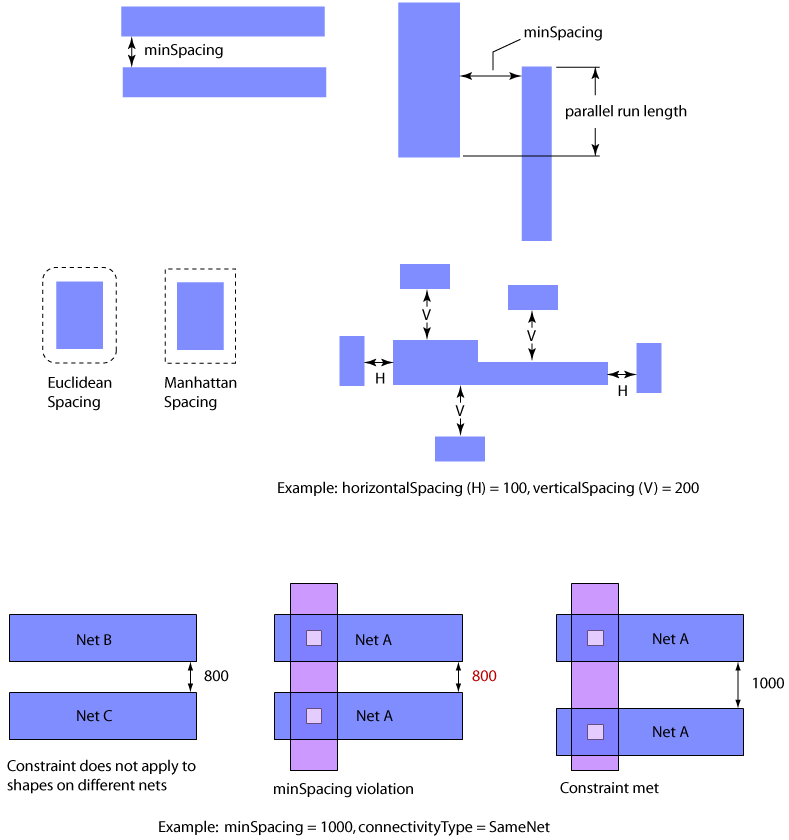 minSpacing
minSpacing
parallel run length
Euclidean
Spacing
Manhattan
Spacing
V
V
H
H
V
Example: horizontalSpacing (H) = 100, verticalSpacing (V) = 200
Net B
800
Net C
Constraint does not apply to
shapes on different nets
Net A
800
Net A
minSpacing violation
Net A
1000
Net A
Constraint met
Example: minSpacing = 1000, connectivityType = SameNet